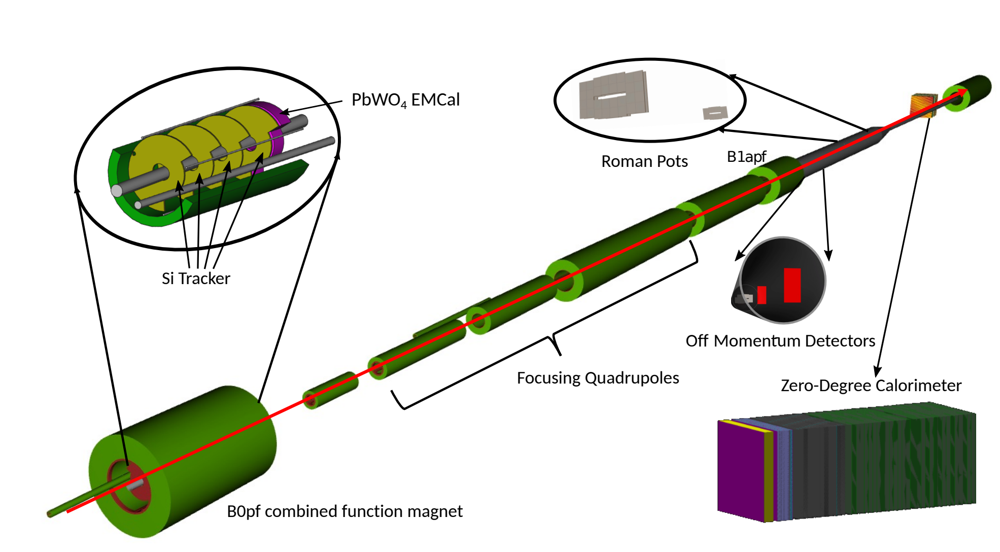 PbWO₄ EMCal
Roman Pots
B1apf
Si Tracker
Off Momentum Detectors
Focusing Quadrupoles
Zero-Degree Calorimeter
B0pf combined function magnet